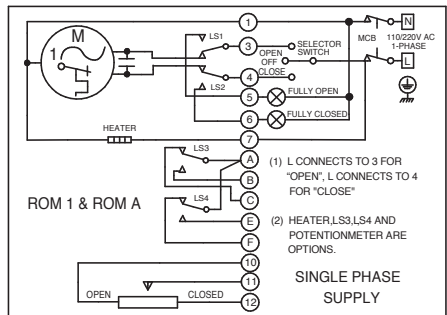 M
1
LS1
LS2
1
3
4
5
6
7
SELECTOR
SWITCH
OPEN
OFF
CLOSE
FULLY OPEN
FULLY CLOSED
MCB
110/220V AC
1-PHASE
N
L
HEATER
LS3
LS4
A
B
C
E
F
10
11
12
ROM 1 & ROM A
(1) L CONNECTS TO 3 FOR
"OPEN", L CONNECTS TO 4
FOR "CLOSE"
(2) HEATER,LS3,LS4 AND
POTENTIONMETER ARE
OPTIONS.
OPEN
CLOSED
SINGLE PHASE
SUPPLY